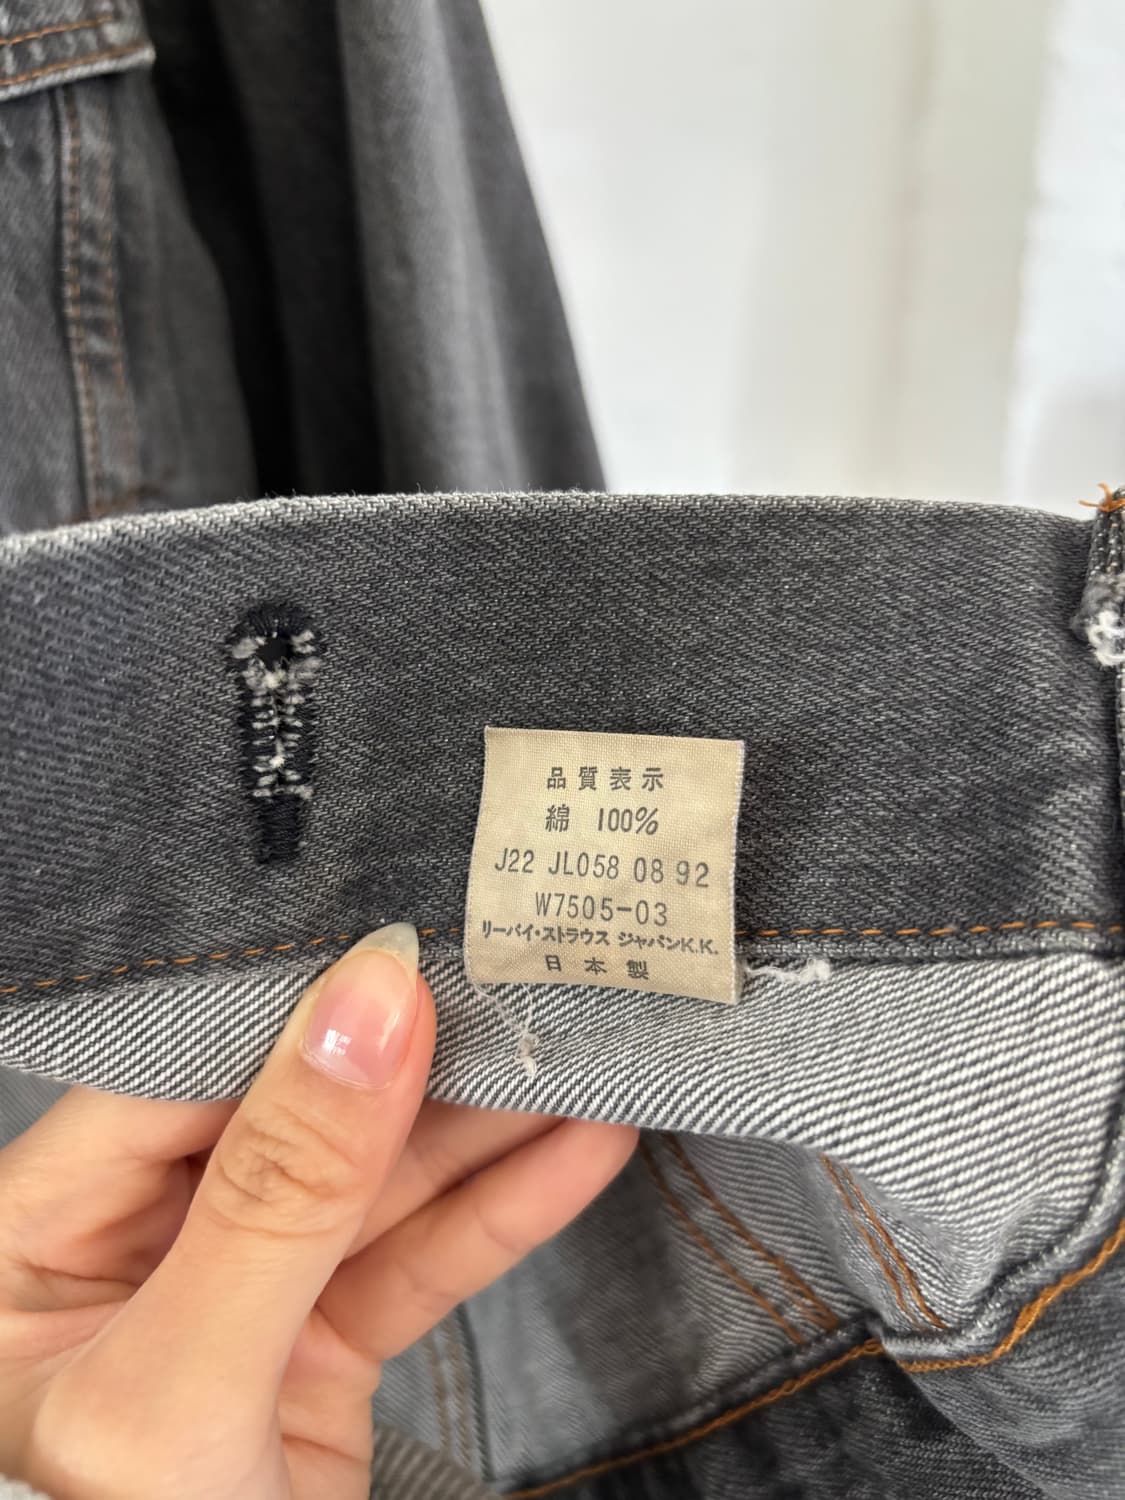 品質表示
綿 100%
J22 JL058 08 92
W7505-03
リーバイ・ストラウス ジャパンK.K.
日本製